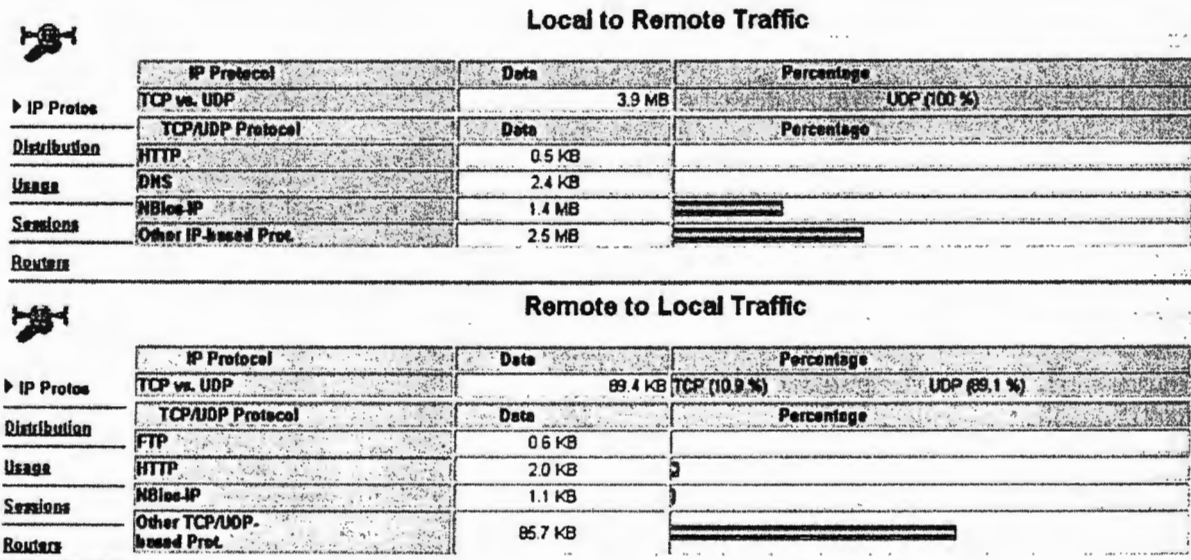 Local to Remote Traffic
IP Protocol Data Percentage
TCP vs. UDP 3.9 MB UDP (100 %)
TCP/UDP Protocol Data Percentage
HTTP 0.5 KB
DNS 2.4 KB
NBios-IP 1.4 MB
Other IP-based Prot. 2.5 MB
IP Protos
Distribution
Usage
Sessions
Routers
Remote to Local Traffic
IP Protocol Data Percentage
TCP vs. UDP 89.4 KB TCP (10.9 %) UDP (89.1 %)
TCP/UDP Protocol Data Percentage
FTP 0.6 KB
HTTP 2.0 KB
NBios-IP 1.1 KB
Other TCP/UDP-
based Prot. 85.7 KB
IP Protos
Distribution
Usage
Sessions
Routers